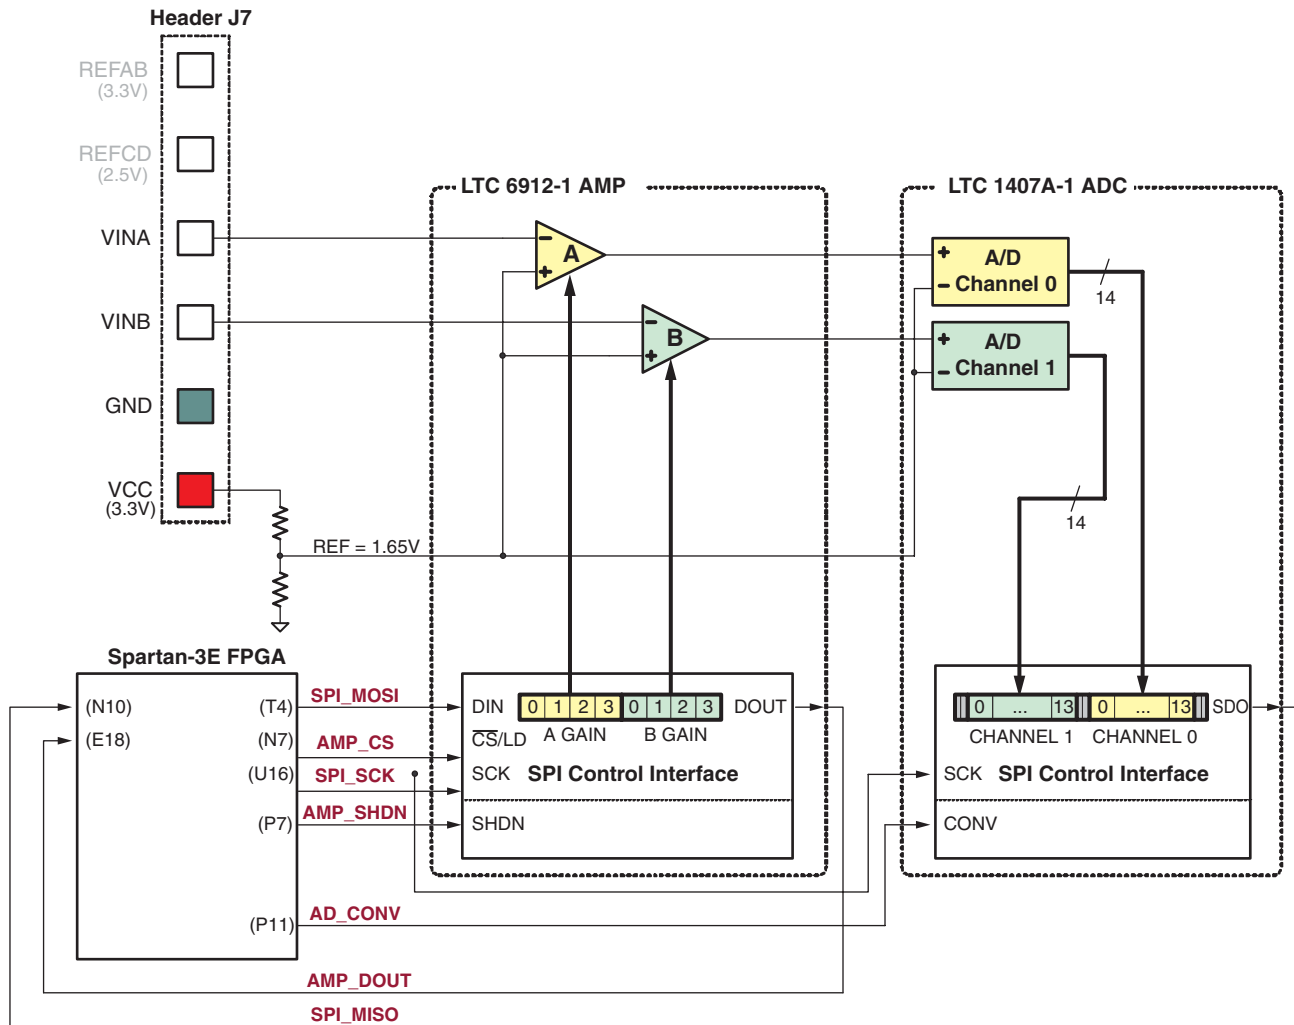 Header J7
REFAB
(3.3V)
REFCD
(2.5V)
VINA
VINB
GND
VCC
(3.3V)
REF = 1.65V
LTC 6912-1 AMP
A
B
LTC 1407A-1 ADC
A/D
Channel 0
14
A/D
Channel 1
14
Spartan-3E FPGA
(N10)
(E18)
(T4)
(N7)
(U16)
(P7)
(P11)
SPI_MOSI
AMP_CS
SPI_SCK
AMP_SHDN
AD_CONV
AMP_DOUT
SPI_MISO
DIN
0 1 2 3 0 1 2 3
DOUT
CS/LD
A GAIN
B GAIN
SCK
SPI Control Interface
SHDN
0 ... 13 0 ... 13
SDO
CHANNEL 1
CHANNEL 0
SCK
SPI Control Interface
CONV